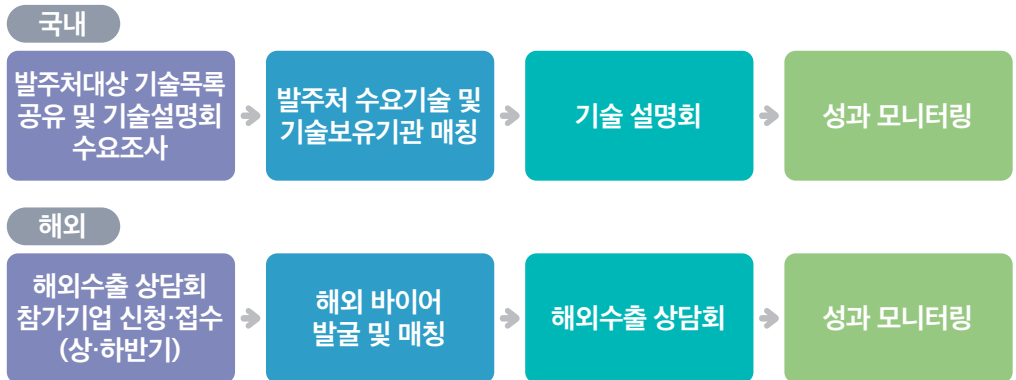 국내
발주처대상 기술목록
공유 및 기술설명회
수요조사
발주처 수요기술 및
기술보유기관 매칭
기술 설명회
성과 모니터링
해외
해외수출 상담회
참가기업 신청·접수
(상·하반기)
해외 바이어
발굴 및 매칭
해외수출 상담회
성과 모니터링